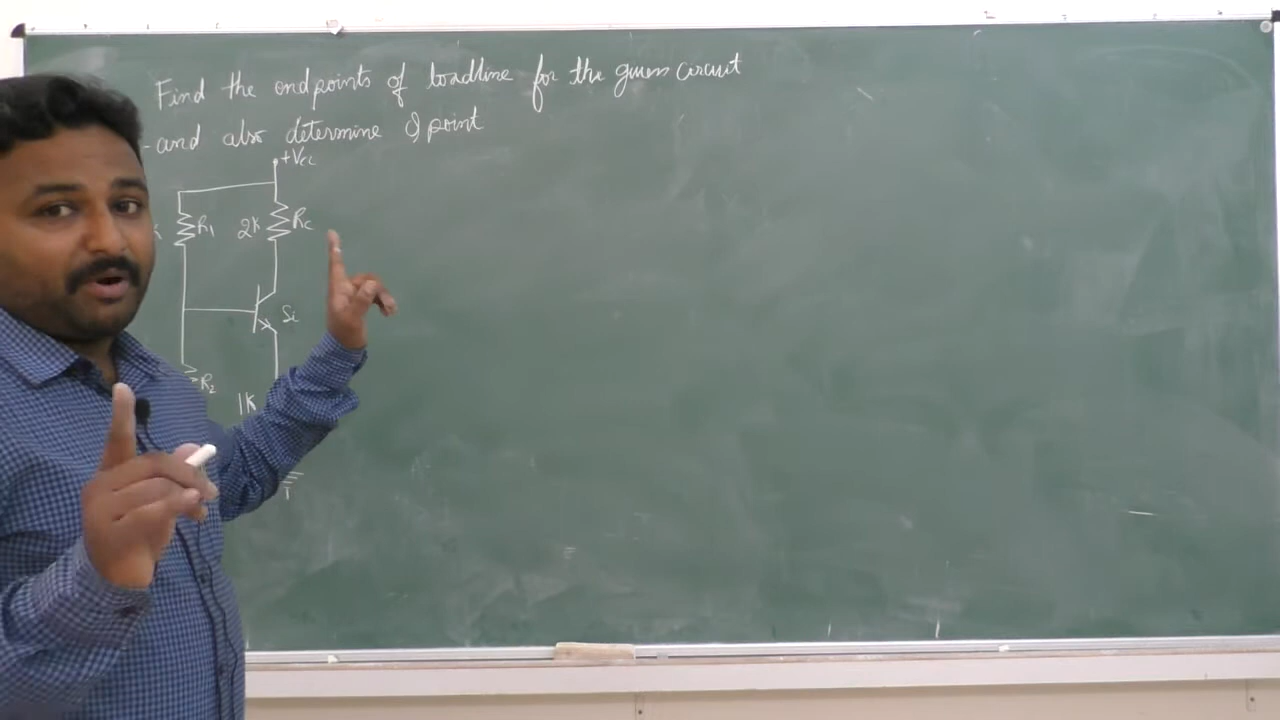 Find the endpoints of loadline for the given circuit
and also determine Q point
+Vcc
R1
2K
Rc
Si
R2
1K